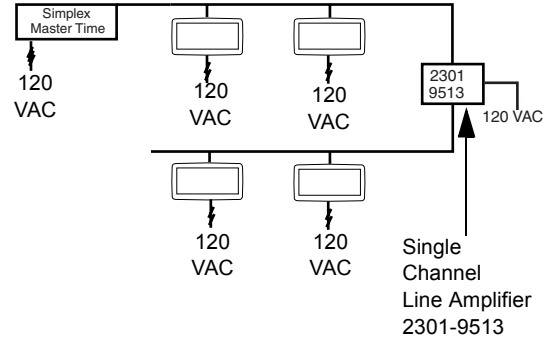 Simplex
Master Time
120
VAC
120
VAC
120
VAC
2301
9513
120 VAC
120
VAC
120
VAC
Single
Channel
Line Amplifier
2301-9513